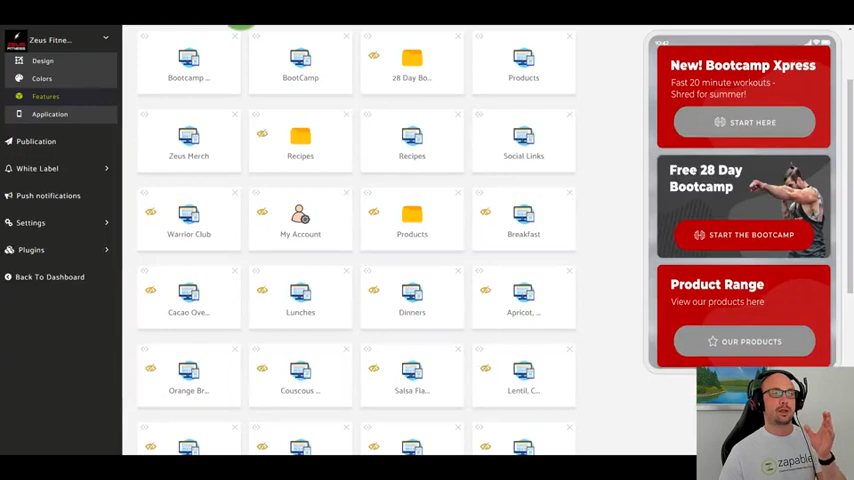 ZEUS
FITNESS
Zeus Fitne...
Design
Colors
Features
Application
Publication
White Label
Push notifications
Settings
Plugins
Back To Dashboard
Bootcamp ...
BootCamp
28 Day Bo...
Products
Zeus Merch
Recipes
Recipes
Social Links
Warrior Club
My Account
Products
Breakfast
Cacao Ove...
Lunches
Dinners
Apricot, ...
Orange Br...
Couscous ...
Salsa Fla...
Lentil, C...
New! Bootcamp Xpress
Fast 20 minute workouts -
Shred for summer!
START HERE
Free 28 Day
Bootcamp
START THE BOOTCAMP
Product Range
View our products here
OUR PRODUCTS
zapable